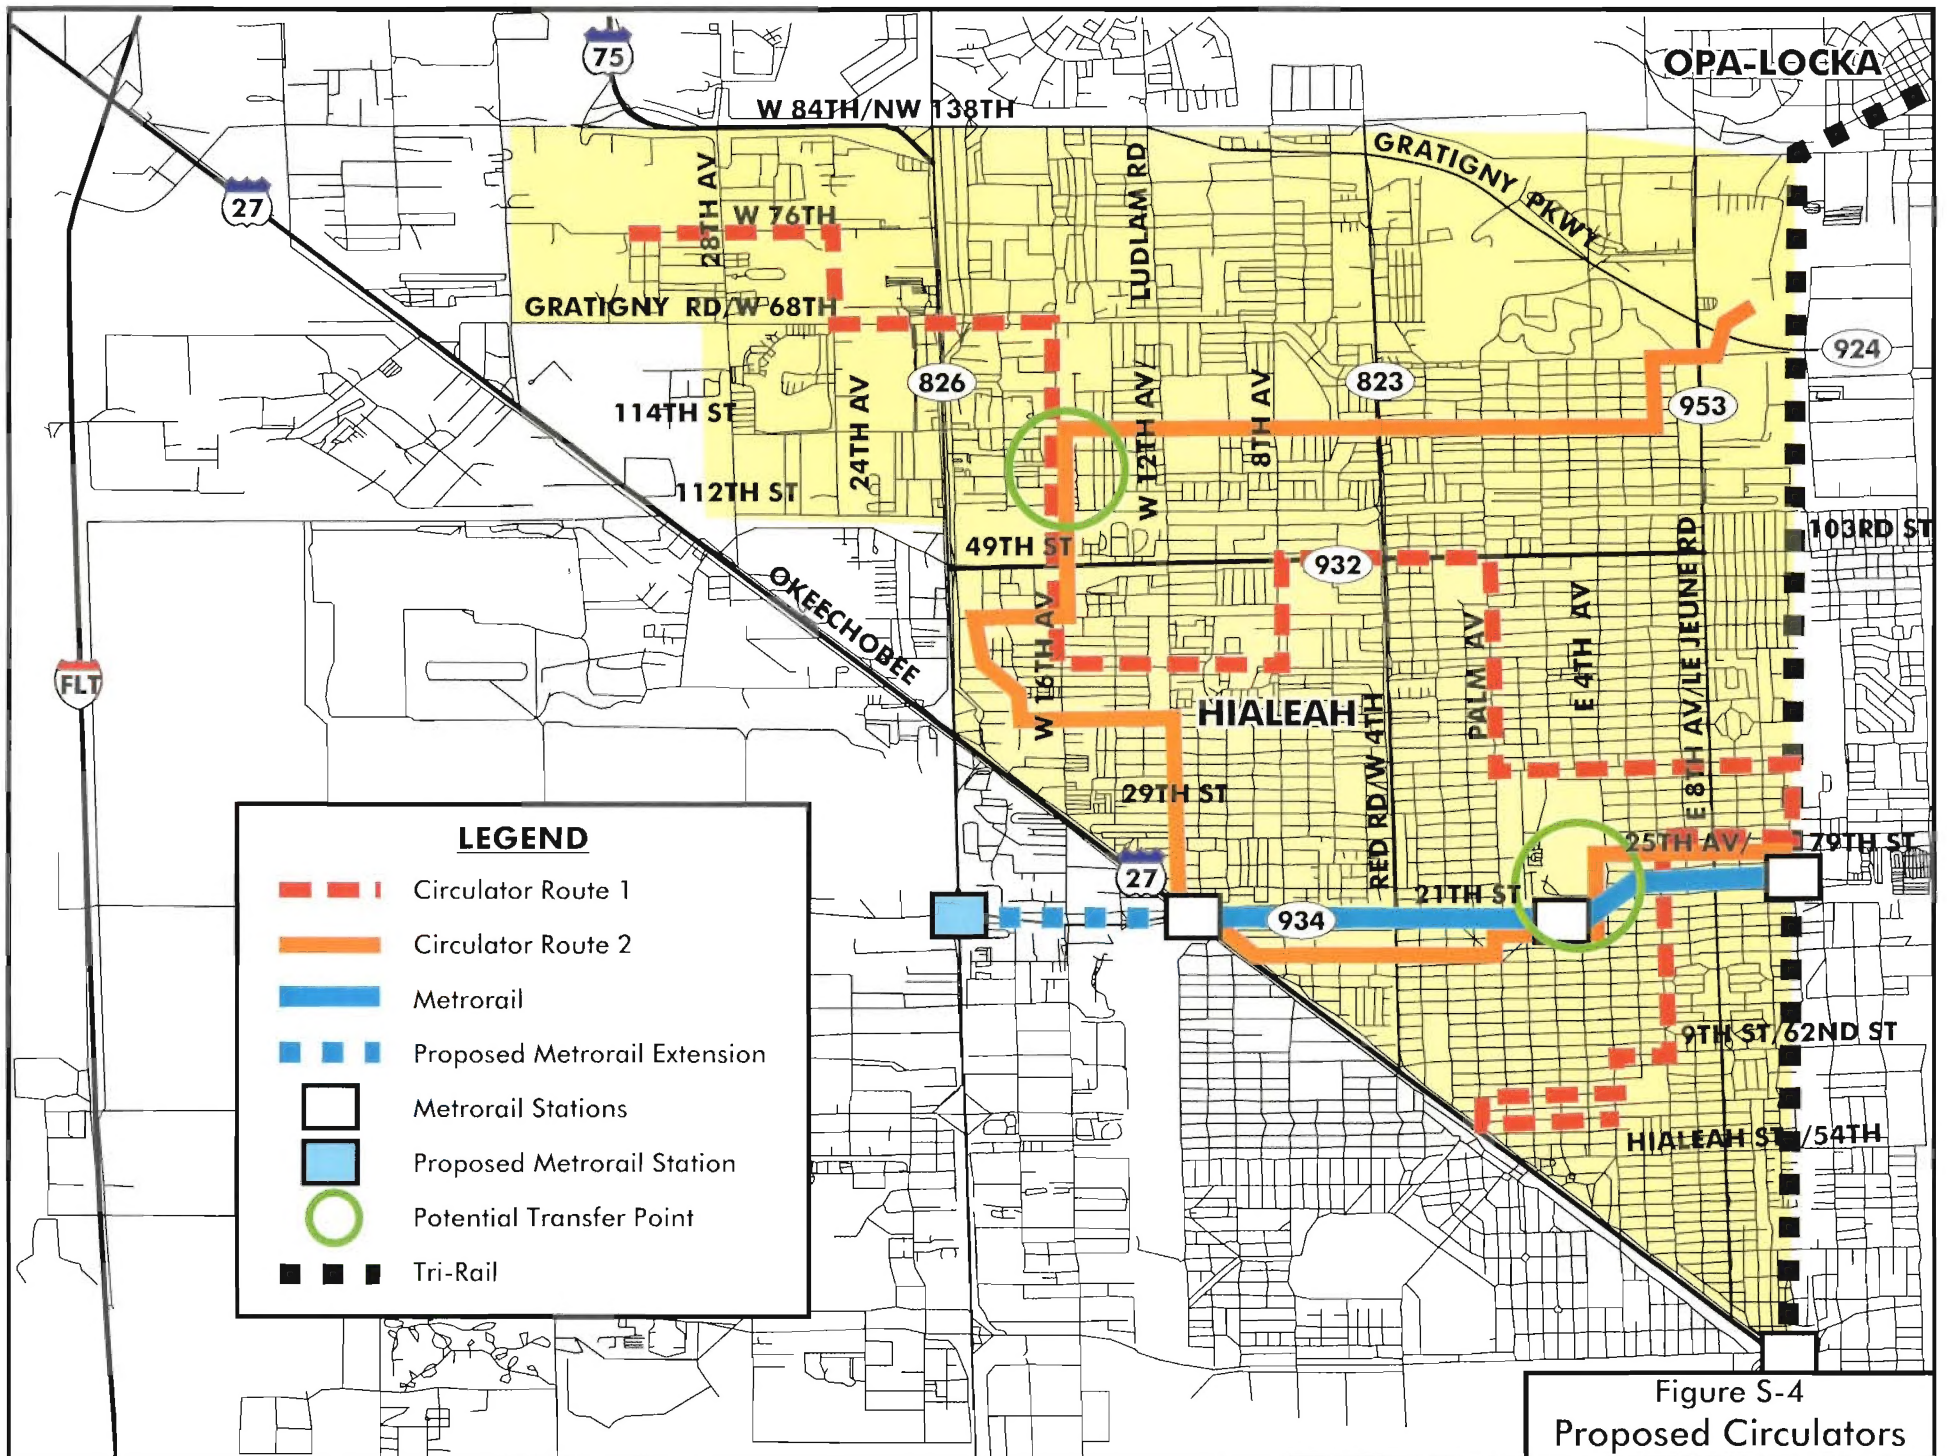 OPA-LOCKA
75
W 84TH/NW 138TH
GRATIGNY PKWY
LUDLAM RD
28TH AV
W 76TH
27
GRATIGNY RD/W 68TH
924
826
823
953
114TH ST
24TH AV
W 12TH AV/
8TH AV
112TH ST
103RD ST
49TH ST
932
OKEECHOBEE
W 16TH AV
PALM AV
E 4TH AV
E 8TH AV/LE JEUNE RD
FLT
HIALEAH
RED RD/W 4TH
29TH ST
25TH AV/
79TH ST
27
21TH ST
934
9TH ST/62ND ST
HIALEAH ST /54TH
LEGEND
Circulator Route 1
Circulator Route 2
Metrorail
Proposed Metrorail Extension
Metrorail Stations
Proposed Metrorail Station
Potential Transfer Point
Tri-Rail
Figure S-4
Proposed Circulators